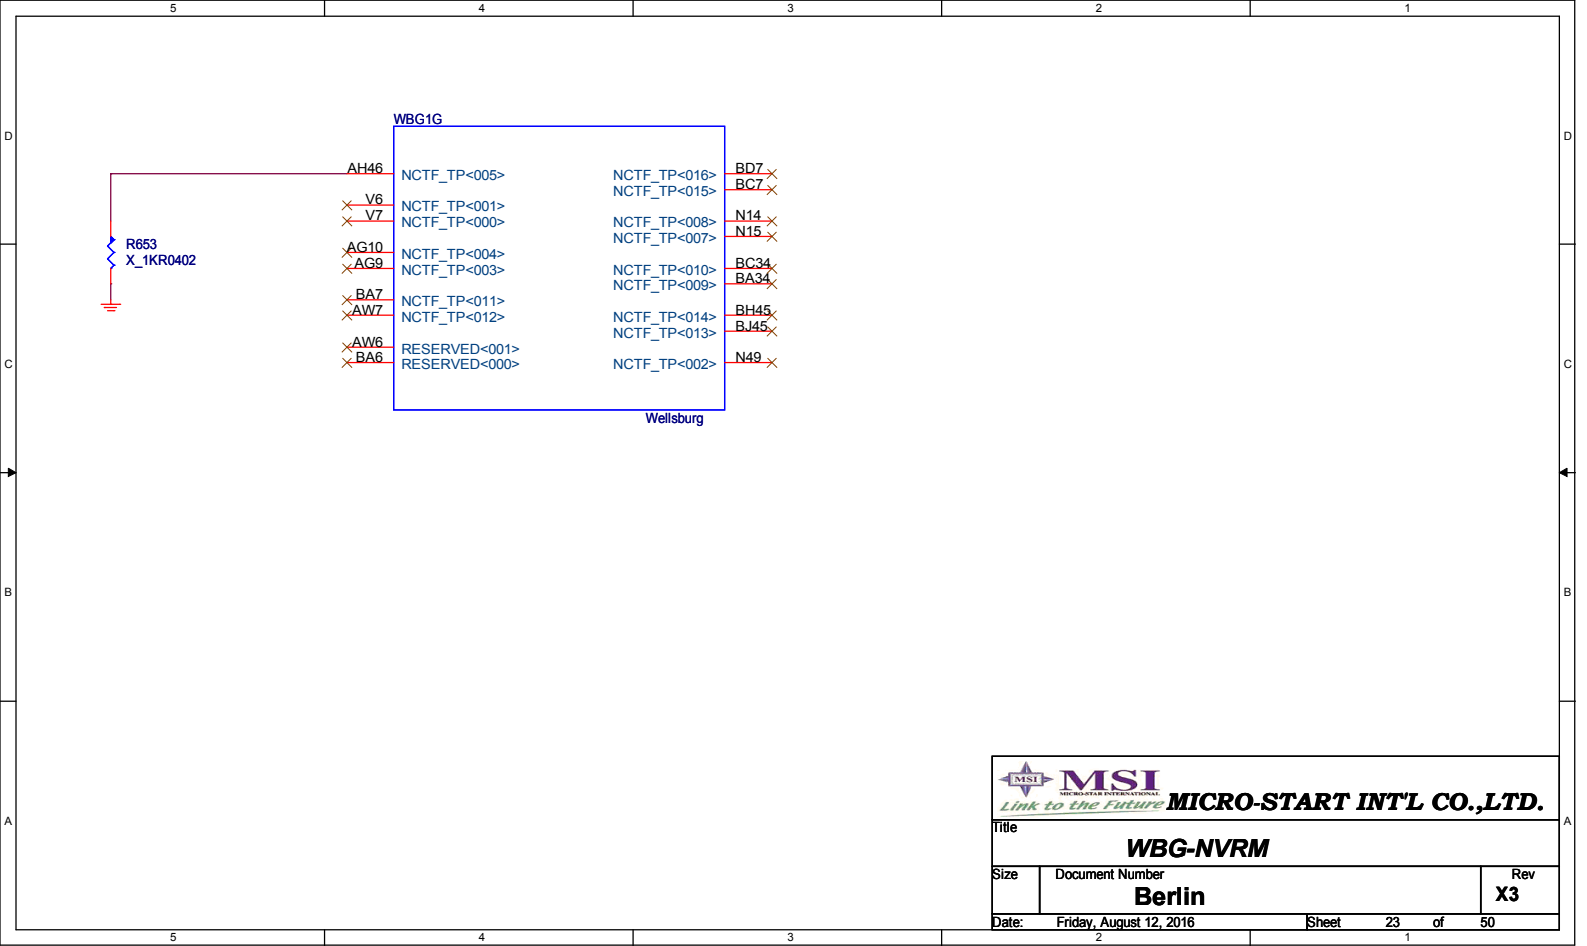 5 4 3 2 1
D D
C C
B B
A A
WBG1G
AH46 NCTF_TP<005> NCTF_TP<016> BD7
NCTF_TP<015> BC7
V6 NCTF_TP<001>
V7 NCTF_TP<000> NCTF_TP<008> N14
NCTF_TP<007> N15
R653
X_1KR0402
AG10 NCTF_TP<004>
AG9 NCTF_TP<003> NCTF_TP<010> BC34
NCTF_TP<009> BA34
BA7 NCTF_TP<011>
AW7 NCTF_TP<012> NCTF_TP<014> BH45
NCTF_TP<013> BJ45
AW6 RESERVED<001>
BA6 RESERVED<000> NCTF_TP<002> N49
Wellsburg
MSI MSI
MICRO-STAR INTERNATIONAL
Link to the Future MICRO-START INT'L CO.,LTD.
Title
WBG-NVRM
Size Document Number Rev
Berlin X3
Date: Friday, August 12, 2016 Sheet 23 of 50
5 4 3 2 1